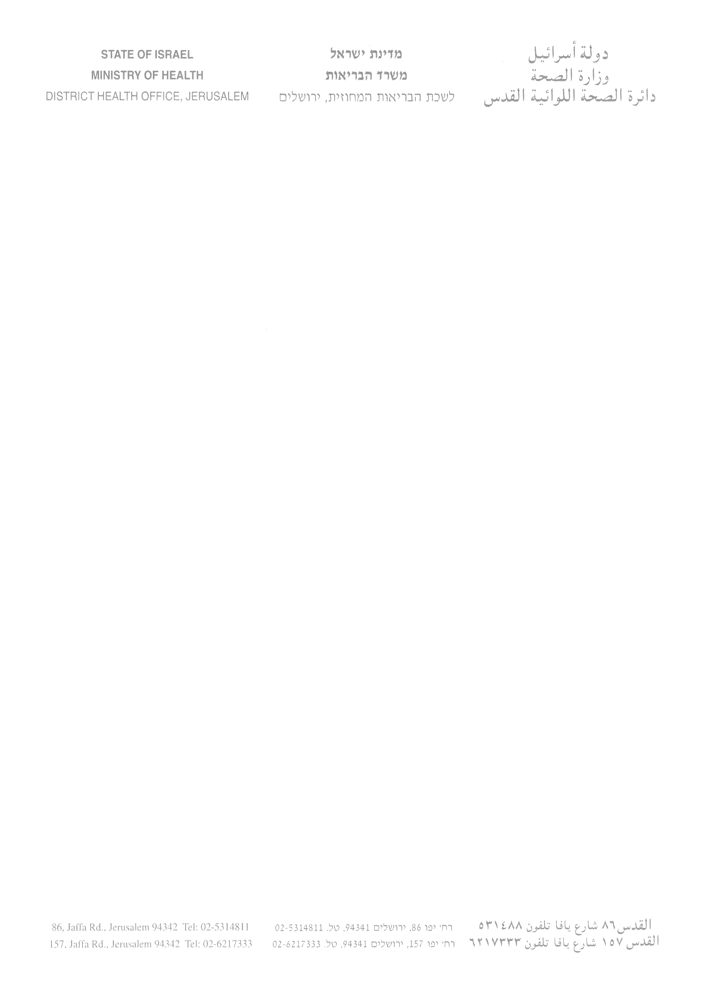 STATE OF ISRAEL
MINISTRY OF HEALTH
DISTRICT HEALTH OFFICE, JERUSALEM
מדינת ישראל
משרד הבריאות
לשכת הבריאות המחוזית, ירושלים
دولة أسرائيل
وزارة الصحة
دائرة الصحة اللوائية القدس
86, Jaffa Rd., Jerusalem 94342 Tel: 02-5314811
157, Jaffa Rd., Jerusalem 94342 Tel: 02-6217333
רח' יפו 86, ירושלים 94341, טל. 02-5314811
רח' יפו 157, ירושלים 94341, טל. 02-6217333
القدس ٨٦ شارع يافا تلفون ٥٣١٤٨٨
القدس ١٥٧ شارع يافا تلفون ٦٢١٧٣٣٣